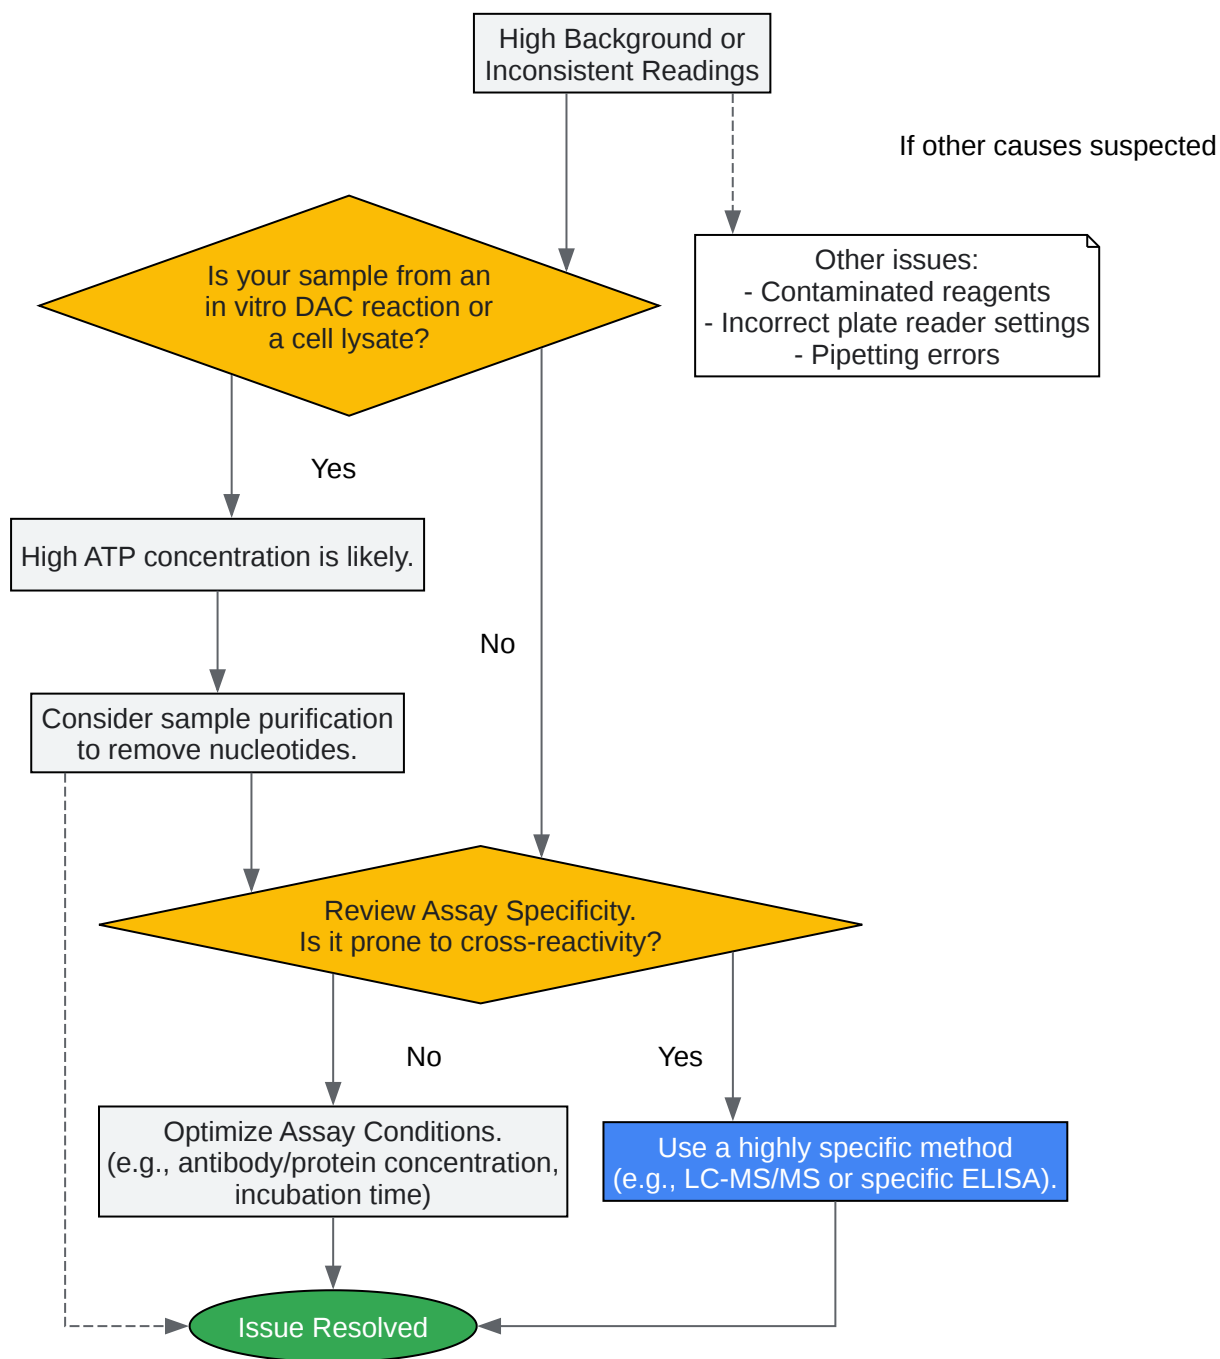 High Background or
Inconsistent Readings
If other causes suspected
Is your sample from an
in vitro DAC reaction or
a cell lysate?
Other issues:
- Contaminated reagents
- Incorrect plate reader settings
- Pipetting errors
Yes
High ATP concentration is likely.
No
Consider sample purification
to remove nucleotides.
Review Assay Specificity.
Is it prone to cross-reactivity?
No
Yes
Optimize Assay Conditions.
(e.g., antibody/protein concentration,
incubation time)
Use a highly specific method
(e.g., LC-MS/MS or specific ELISA).
Issue Resolved